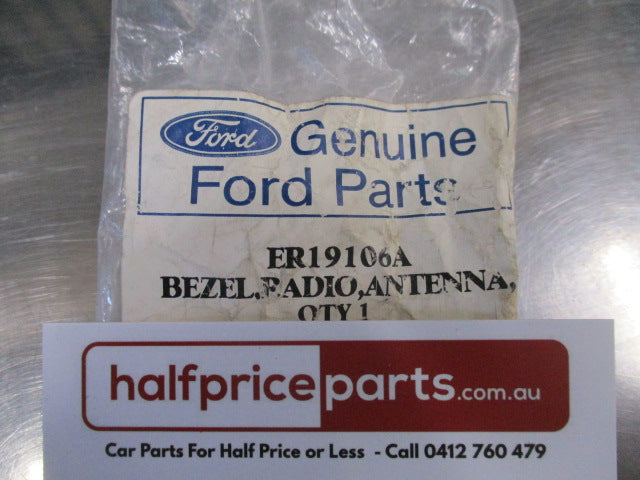 Ford Genuine
Ford Parts
ER19106A
BEZEL,RADIO,ANTENNA,
QTY 1
halfpriceparts.com.au
Car Parts For Half Price or Less - Call 0412 760 479